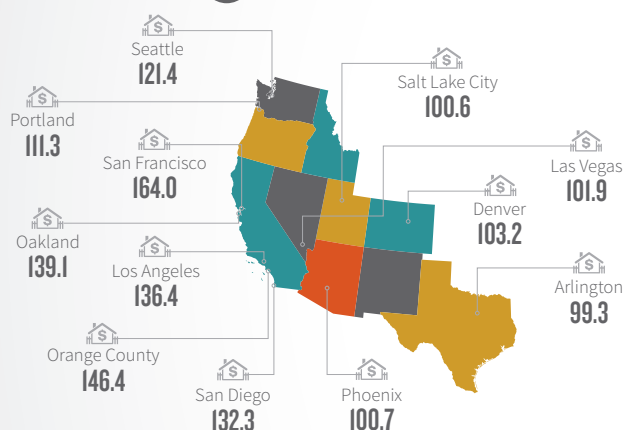 Seattle
121.4
Salt Lake City
100.6
Portland
111.3
San Francisco
164.0
Las Vegas
101.9
Denver
103.2
Oakland
139.1
Los Angeles
136.4
Arlington
99.3
Orange County
146.4
San Diego
132.3
Phoenix
100.7